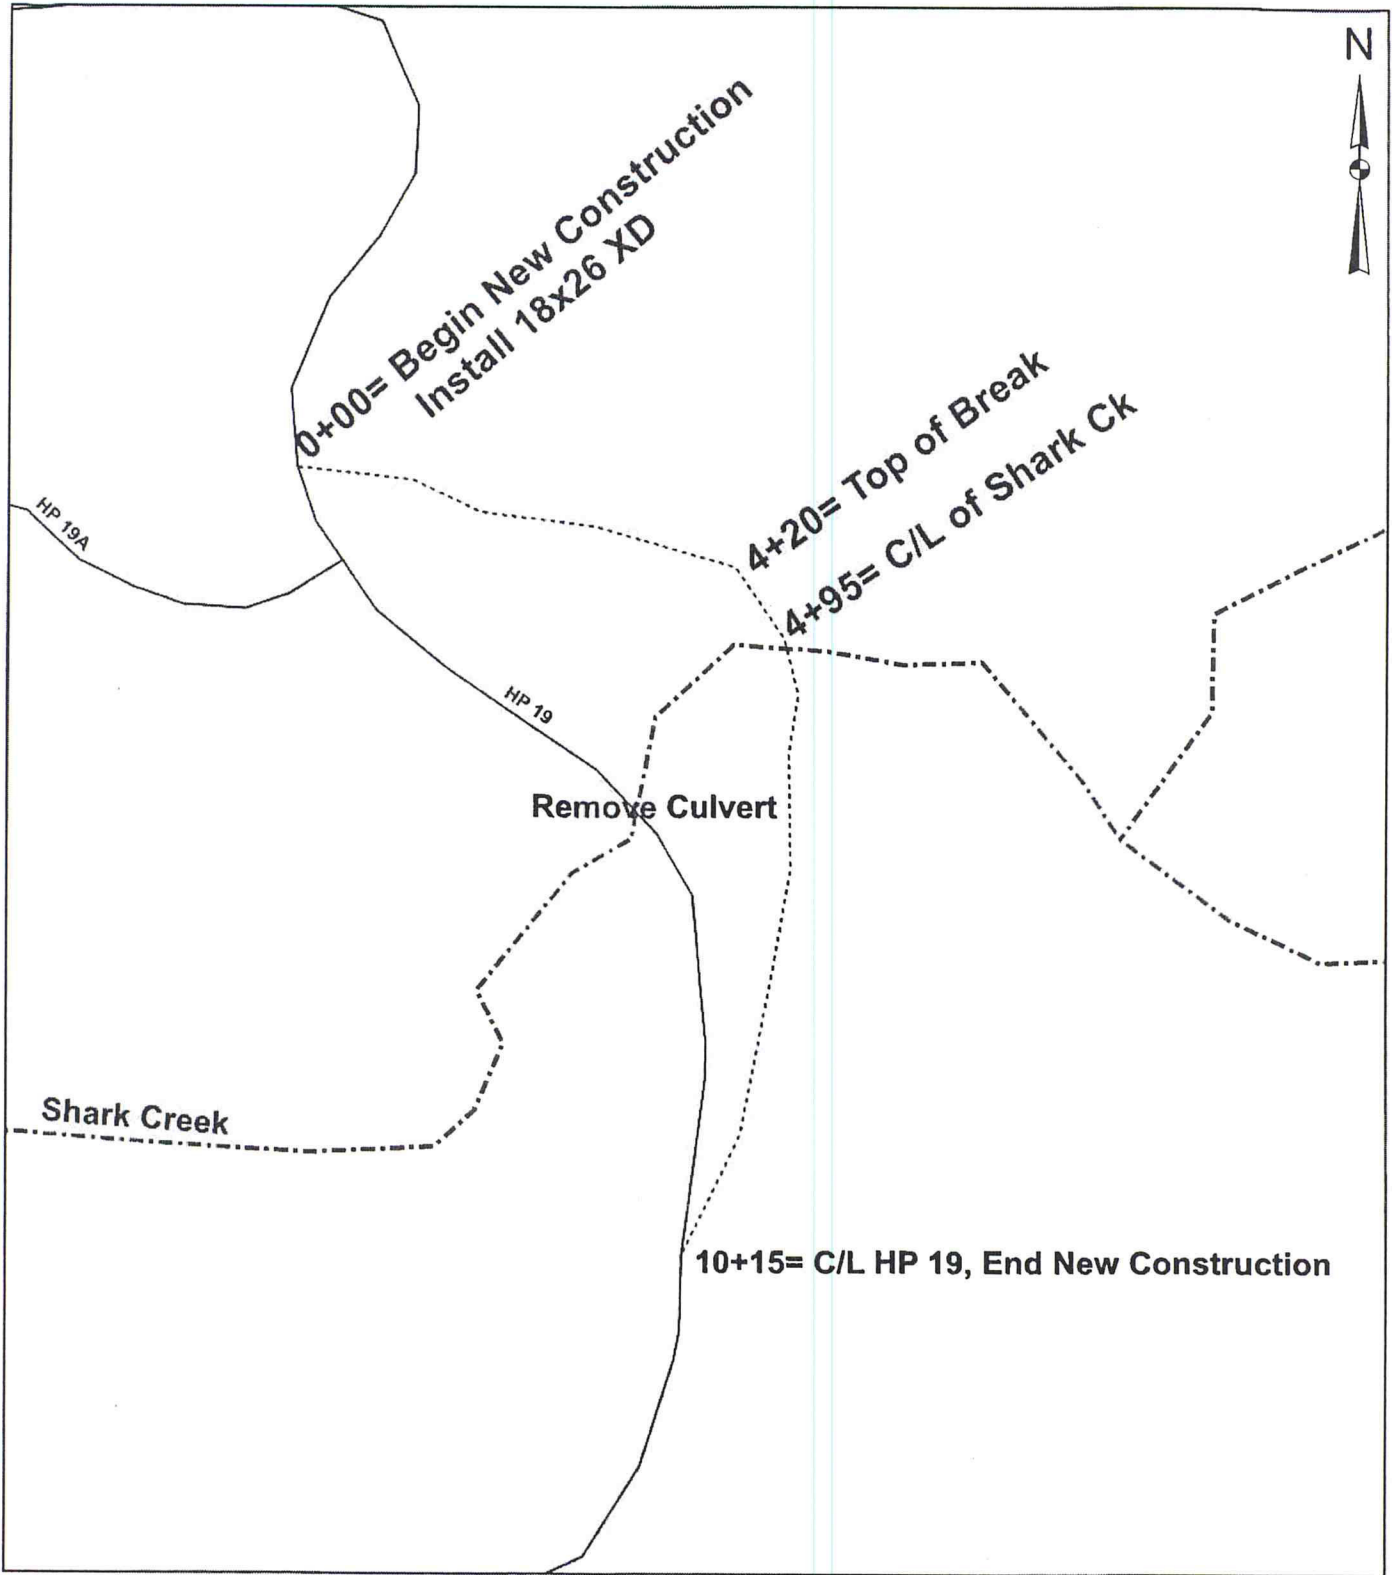 N
0+00= Begin New Construction
Install 18x26 XD
4+20= Top of Break
4+95= C/L of Shark Ck
HP 19A
HP 19
Remove Culvert
Shark Creek
10+15= C/L HP 19, End New Construction